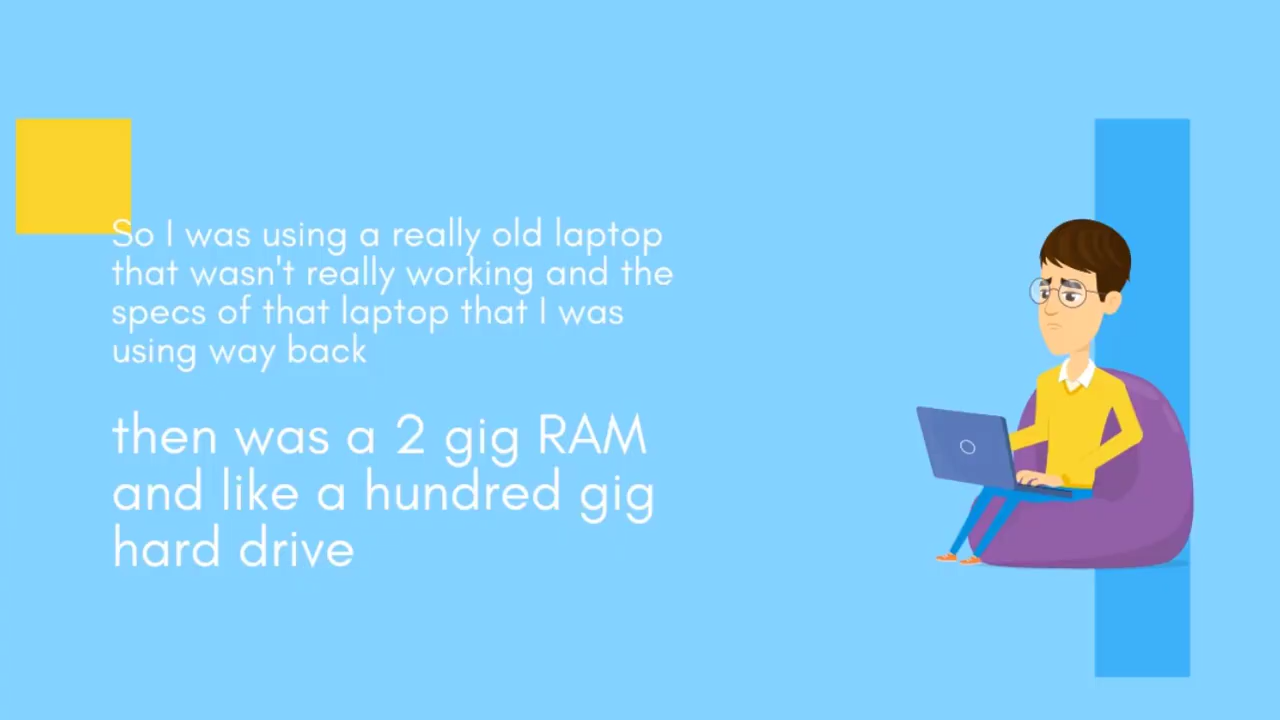 So I was using a really old laptop
that wasn't really working and the
specs of that laptop that I was
using way back
then was a 2 gig RAM
and like a hundred gig
hard drive